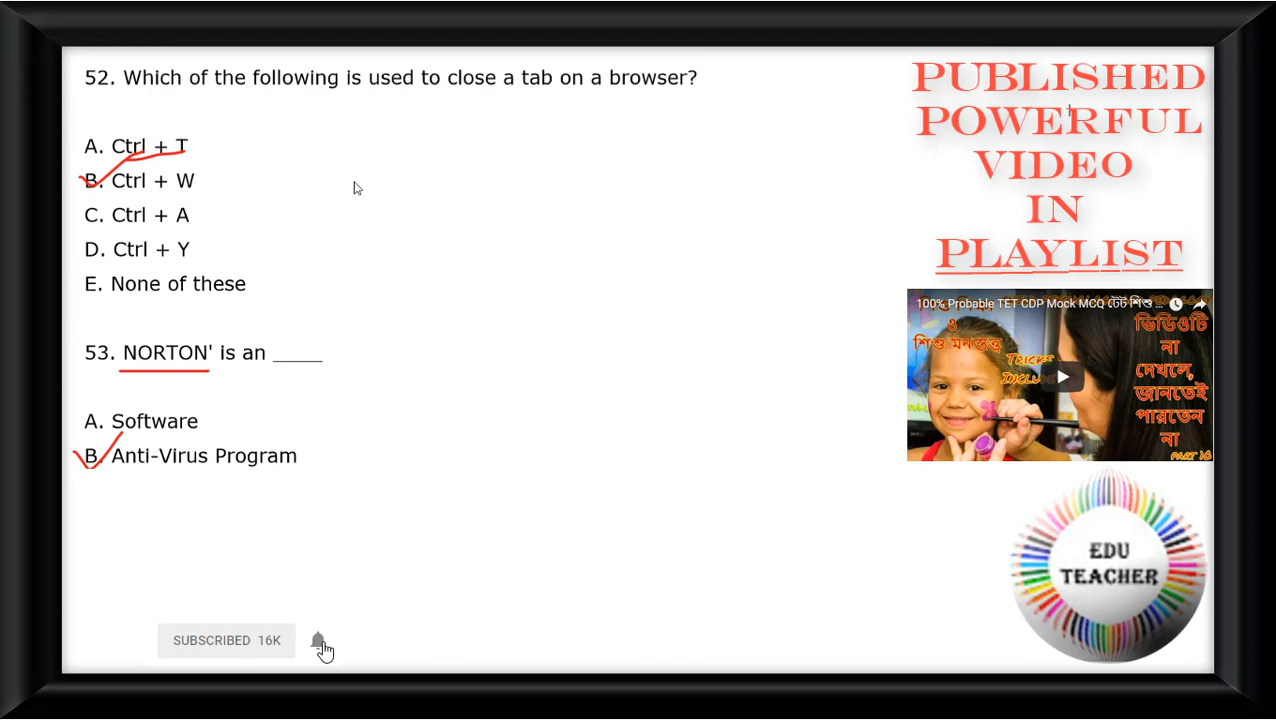 52. Which of the following is used to close a tab on a browser?
A. Ctrl + T
B. Ctrl + W
C. Ctrl + A
D. Ctrl + Y
E. None of these
53. NORTON' is an _____
A. Software
B. Anti-Virus Program
SUBSCRIBED 16K
PUBLISHED
POWERFUL
VIDEO
IN
PLAYLIST
100% Probable TET CDP Mock MCQ টেট শিশু ...
ও
শিশু মনস্তত্ত্ব
TRICKS
INCLUDED
ভিডিওটি
না
দেখলে,
জানতেই
পারতেন
না
PART 18
EDU
TEACHER